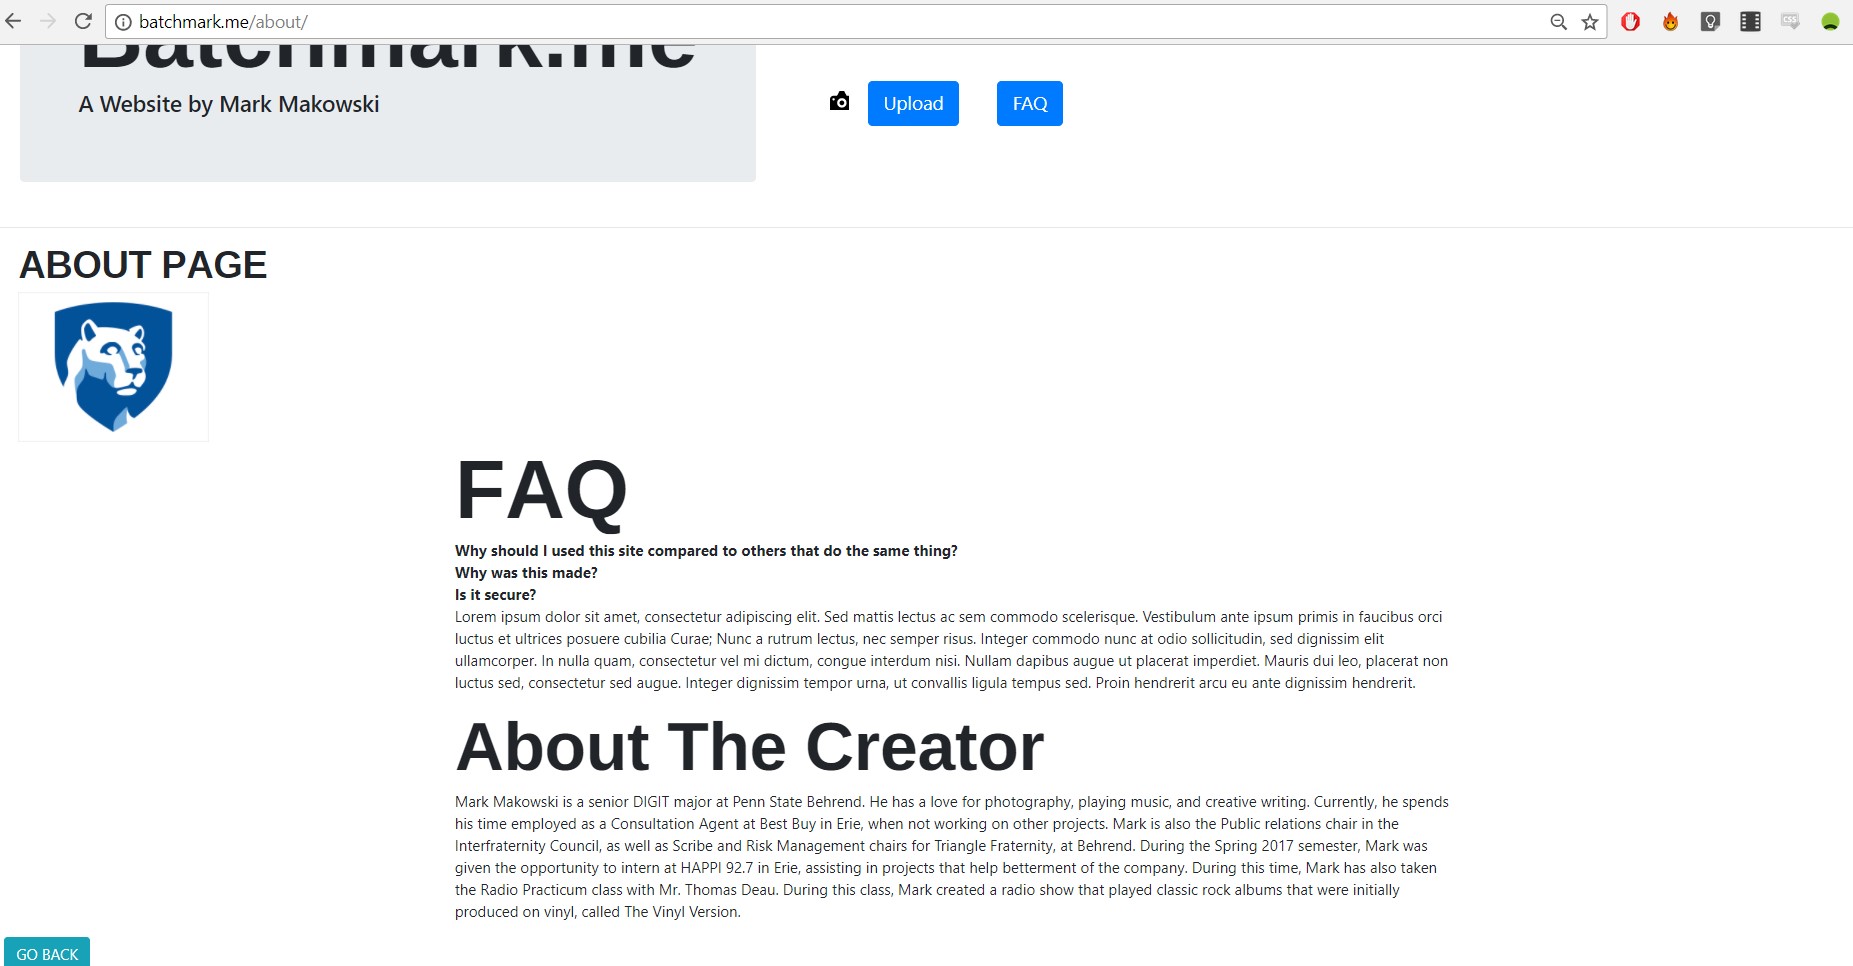 batchmark.me/about/
Batchmark.me
A Website by Mark Makowski
Upload
FAQ
ABOUT PAGE
FAQ
Why should I used this site compared to others that do the same thing?
Why was this made?
Is it secure?
Lorem ipsum dolor sit amet, consectetur adipiscing elit. Sed mattis lectus ac sem commodo scelerisque. Vestibulum ante ipsum primis in faucibus orci
luctus et ultrices posuere cubilia Curae; Nunc a rutrum lectus, nec semper risus. Integer commodo nunc at odio sollicitudin, sed dignissim elit
ullamcorper. In nulla quam, consectetur vel mi dictum, congue interdum nisi. Nullam dapibus augue ut placerat imperdiet. Mauris dui leo, placerat non
luctus sed, consectetur sed augue. Integer dignissim tempor urna, ut convallis ligula tempus sed. Proin hendrerit arcu eu ante dignissim hendrerit.
About The Creator
Mark Makowski is a senior DIGIT major at Penn State Behrend. He has a love for photography, playing music, and creative writing. Currently, he spends
his time employed as a Consultation Agent at Best Buy in Erie, when not working on other projects. Mark is also the Public relations chair in the
Interfraternity Council, as well as Scribe and Risk Management chairs for Triangle Fraternity, at Behrend. During the Spring 2017 semester, Mark was
given the opportunity to intern at HAPPI 92.7 in Erie, assisting in projects that help betterment of the company. During this time, Mark has also taken
the Radio Practicum class with Mr. Thomas Deau. During this class, Mark created a radio show that played classic rock albums that were initially
produced on vinyl, called The Vinyl Version.
GO BACK